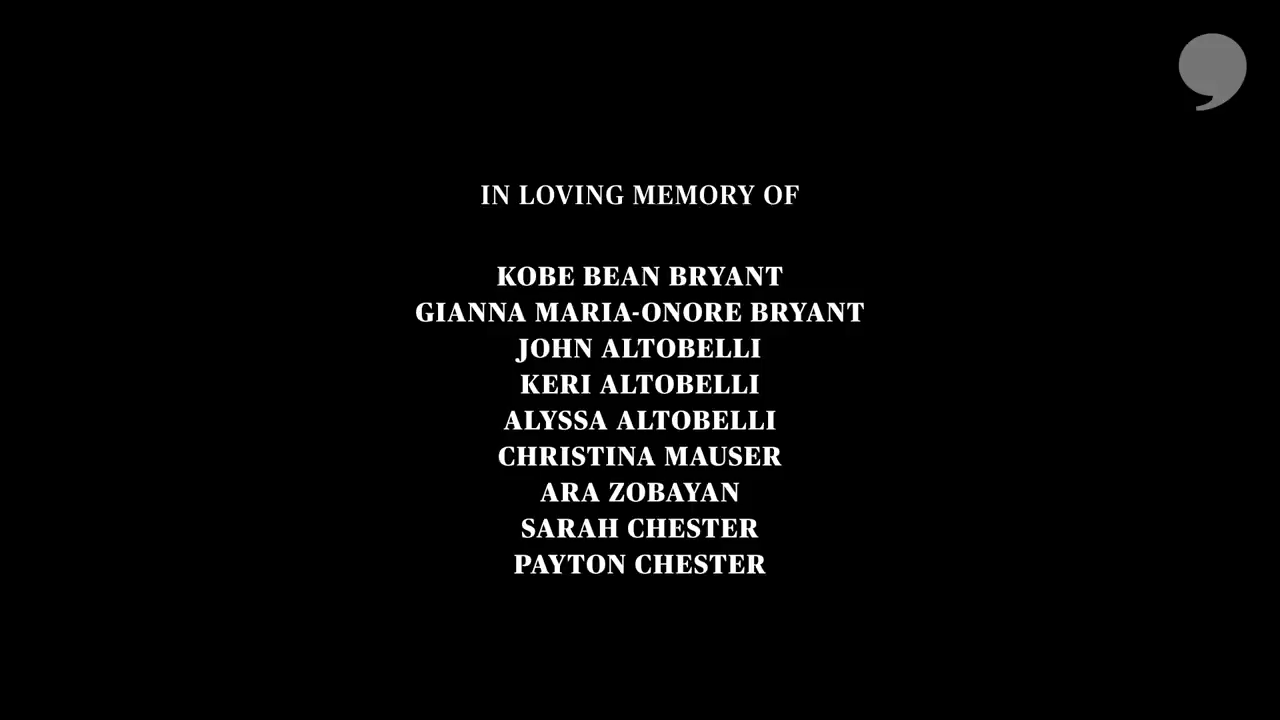 IN LOVING MEMORY OF
KOBE BEAN BRYANT
GIANNA MARIA-ONORE BRYANT
JOHN ALTOBELLI
KERI ALTOBELLI
ALYSSA ALTOBELLI
CHRISTINA MAUSER
ARA ZOBAYAN
SARAH CHESTER
PAYTON CHESTER